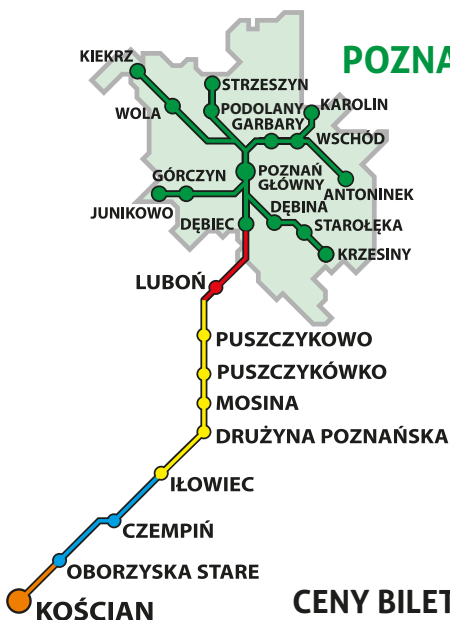 POZNA
KIEKRZ
STRZESZYN
WOLA
PODOLANY
KAROLIN
GARBARY
WSCHÓD
GÓRCZYN
POZNAŃ
GŁÓWNY
ANTONINEK
JUNIKOWO
DĘBINA
DĘBIEC
STAROŁĘKA
KRZESINY
LUBOŃ
PUSZCZYKOWO
PUSZCZYKÓWKO
MOSINA
DRUŻYNA POZNAŃSKA
IŁOWIEC
CZEMPIŃ
OBORZYSKA STARE
KOŚCIAN
CENY BILET